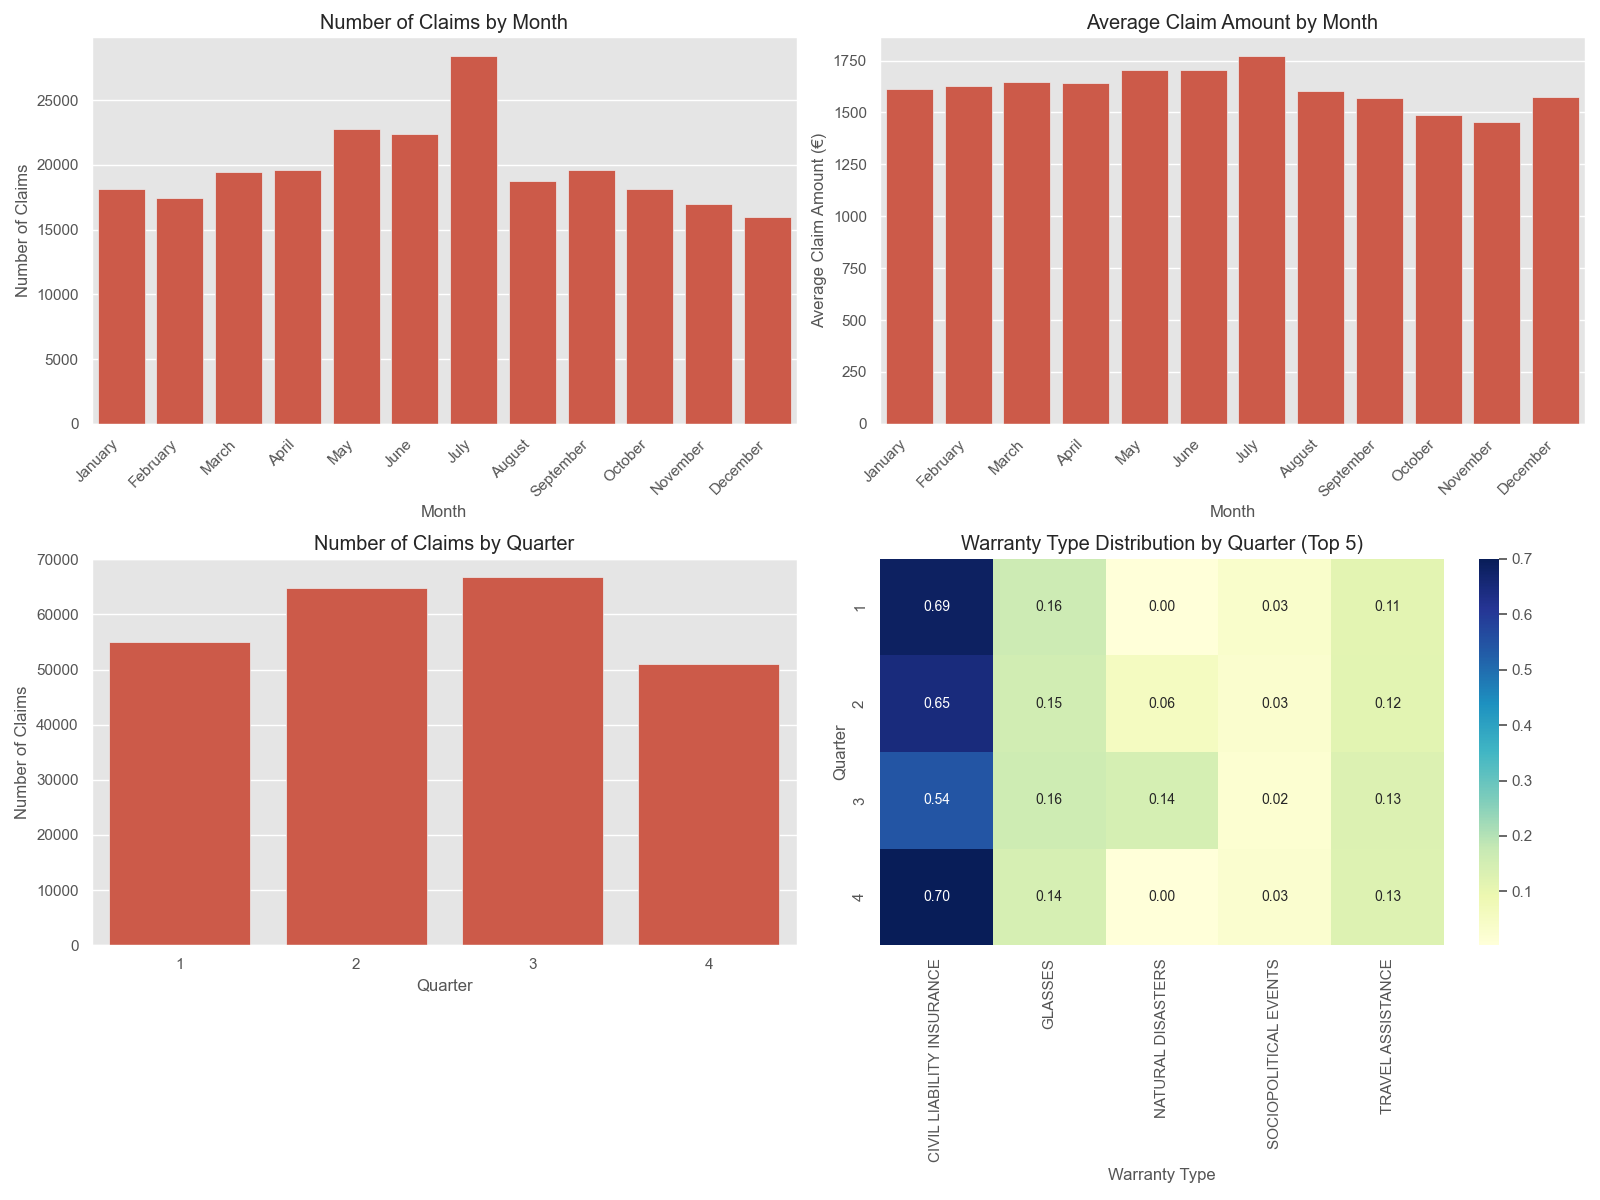 Number of Claims by Month
Number of Claims
25000
20000
15000
10000
5000
0
January
February
March
April
May
June
July
August
September
October
November
December
Month
Average Claim Amount by Month
Average Claim Amount (€)
1750
1500
1250
1000
750
500
250
0
January
February
March
April
May
June
July
August
September
October
November
December
Month
Number of Claims by Quarter
Number of Claims
70000
60000
50000
40000
30000
20000
10000
0
1
2
3
4
Quarter
Warranty Type Distribution by Quarter (Top 5)
Quarter
1
0.69 0.16 0.00 0.03 0.11
2
0.65 0.15 0.06 0.03 0.12
3
0.54 0.16 0.14 0.02 0.13
4
0.70 0.14 0.00 0.03 0.13
CIVIL LIABILITY INSURANCE
GLASSES
NATURAL DISASTERS
SOCIOPOLITICAL EVENTS
TRAVEL ASSISTANCE
Warranty Type
0.7
0.6
0.5
0.4
0.3
0.2
0.1